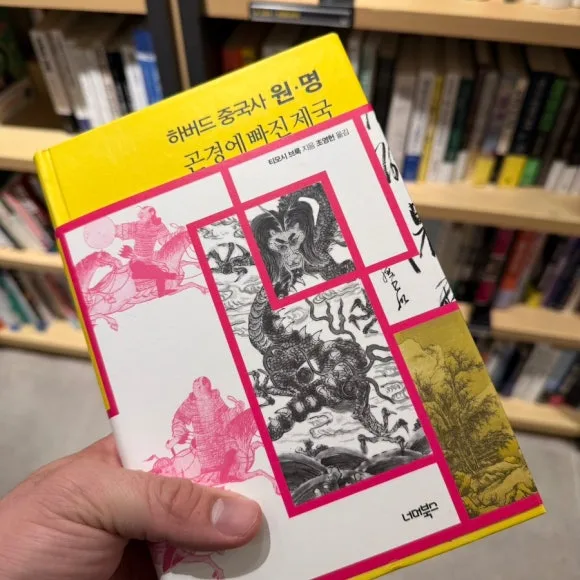 하버드 중국사 원·명
곤경에 빠진 제국
티모시 브룩 지음 조영헌 옮김
너머북스